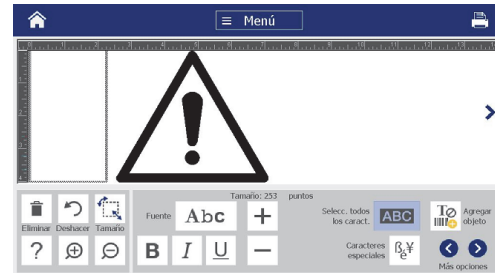 Menú
Tamaño: 253 puntos
Eliminar Deshacer Tamaño
Fuente Abc
Selecc. todos
los caract. ABC
Agregar
objeto
B I U
Caracteres
especiales
Más opciones